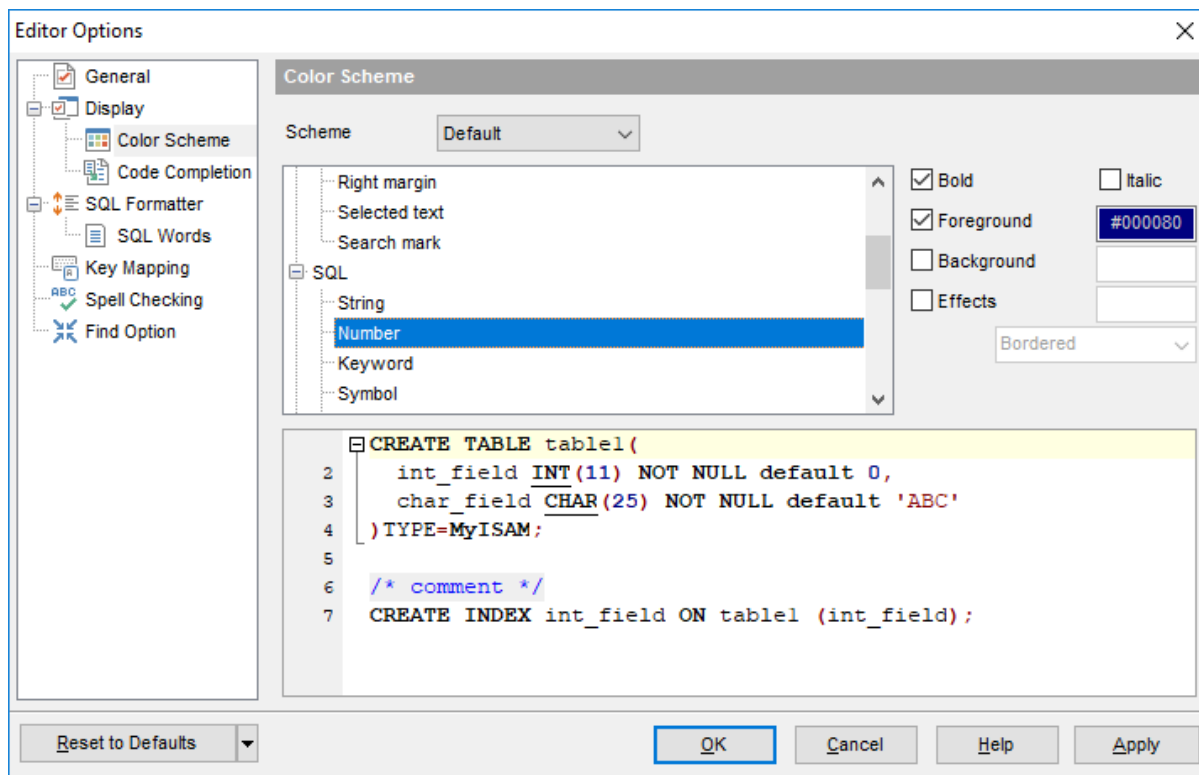 Editor Options
General
Display
Color Scheme
Code Completion
SQL Formatter
SQL Words
Key Mapping
ABC
Spell Checking
Find Option
Color Scheme
Scheme Default
Right margin
Selected text
Search mark
SQL
String
Number
Keyword
Symbol
Bold Italic
Foreground #000080
Background
Effects
Bordered
CREATE TABLE table1(
2 int_field INT(11) NOT NULL default 0,
3 char_field CHAR(25) NOT NULL default 'ABC'
4 )TYPE=MyISAM;
5
6 /* comment */
7 CREATE INDEX int_field ON table1 (int_field);
Reset to Defaults OK Cancel Help Apply